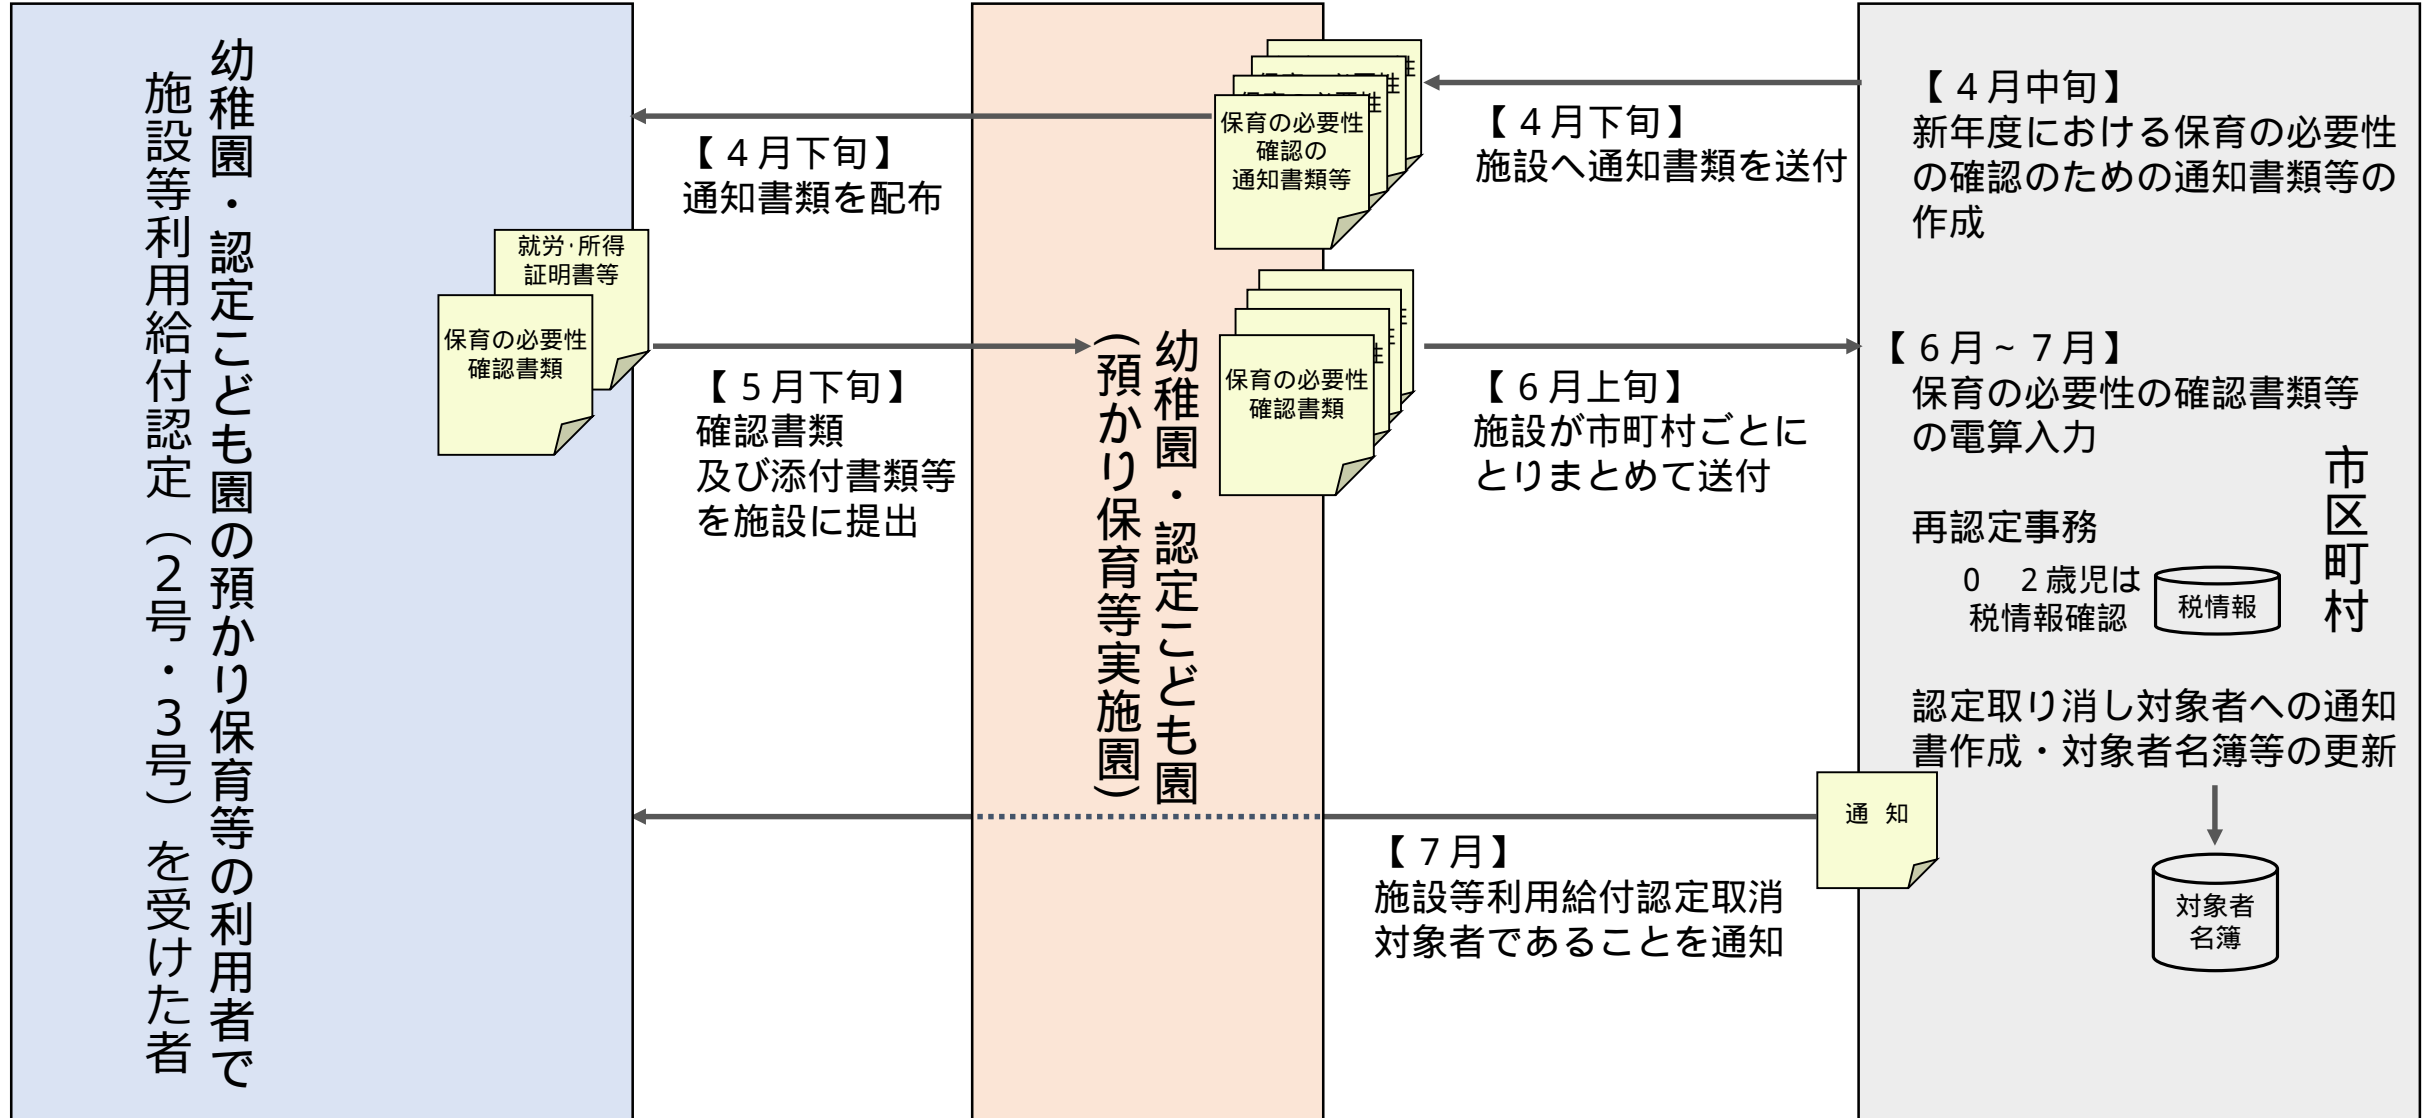 幼稚園・認定こども園の預かり保育等の利用者で
施設等利用給付認定（２号・３号）を受けた者
就労・所得
証明書等
保育の必要性
確認書類
【４月下旬】
通知書類を配布
【５月下旬】
確認書類
及び添付書類等
を施設に提出
幼稚園・認定こども園
（預かり保育等実施園）
保育の必要性
確認の
通知書類等
保育の必要性
確認書類
【４月下旬】
施設へ通知書類を送付
【６月上旬】
施設が市町村ごとに
とりまとめて送付
【７月】
施設等利用給付認定取消
対象者であることを通知
通 知
市区町村
【４月中旬】
新年度における保育の必要性
の確認のための通知書類等の
作成
【６月~７月】
保育の必要性の確認書類等
の電算入力
再認定事務
0 2歳児は
税情報確認
税情報
認定取り消し対象者への通知
書作成・対象者名簿等の更新
対象者
名簿